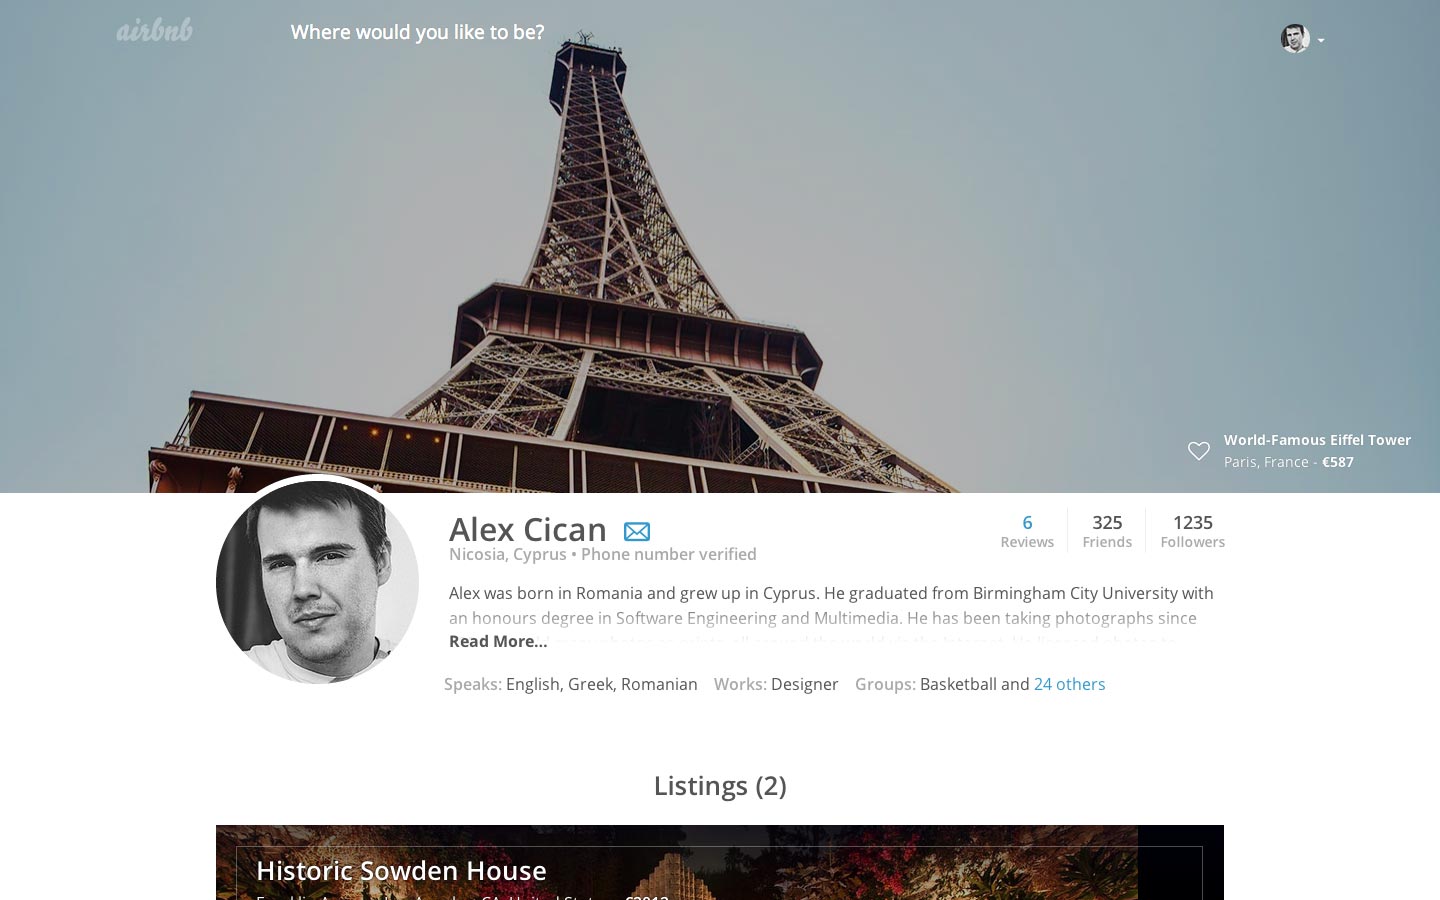 airbnb
Where would you like to be?
World-Famous Eiffel Tower
Paris, France - €587
Alex Cican
Nicosia, Cyprus • Phone number verified
6
Reviews
325
Friends
1235
Followers
Alex was born in Romania and grew up in Cyprus. He graduated from Birmingham City University with
an honours degree in Software Engineering and Multimedia. He has been taking photographs since
Read More...
Speaks: English, Greek, Romanian Works: Designer Groups: Basketball and 24 others
Listings (2)
Historic Sowden House